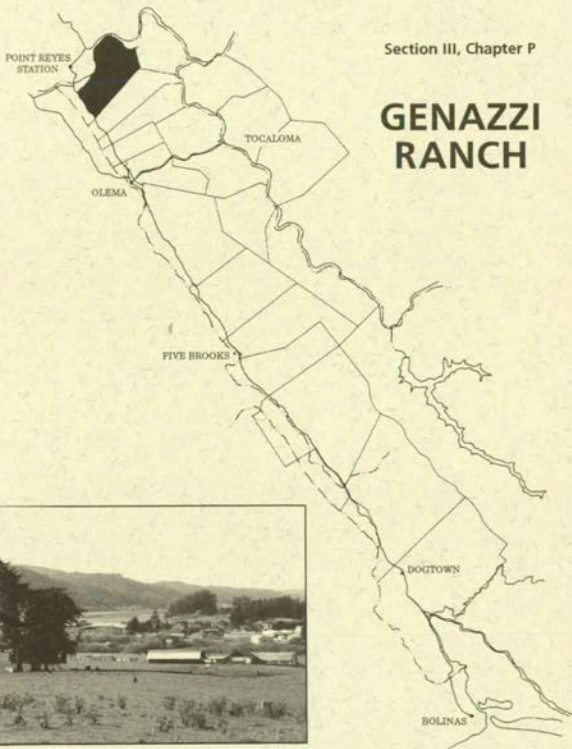 Section III, Chapter P
GENAZZI
RANCH
POINT REYES
STATION
TOCALOMA
OLEMA
FIVE BROOKS
DOGTOWN
BOLINAS